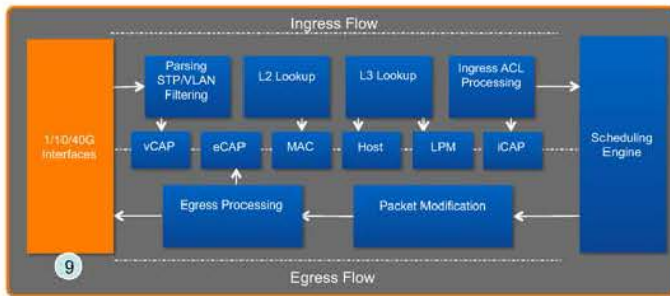 Ingress Flow
Parsing
STP/VLAN
Filtering
L2 Lookup
L3 Lookup
Ingress ACL
Processing
1/10/40G
Interfaces
vCAP
eCAP
MAC
Host
LPM
iCAP
Scheduling
Engine
Egress Processing
Packet Modification
9
Egress Flow